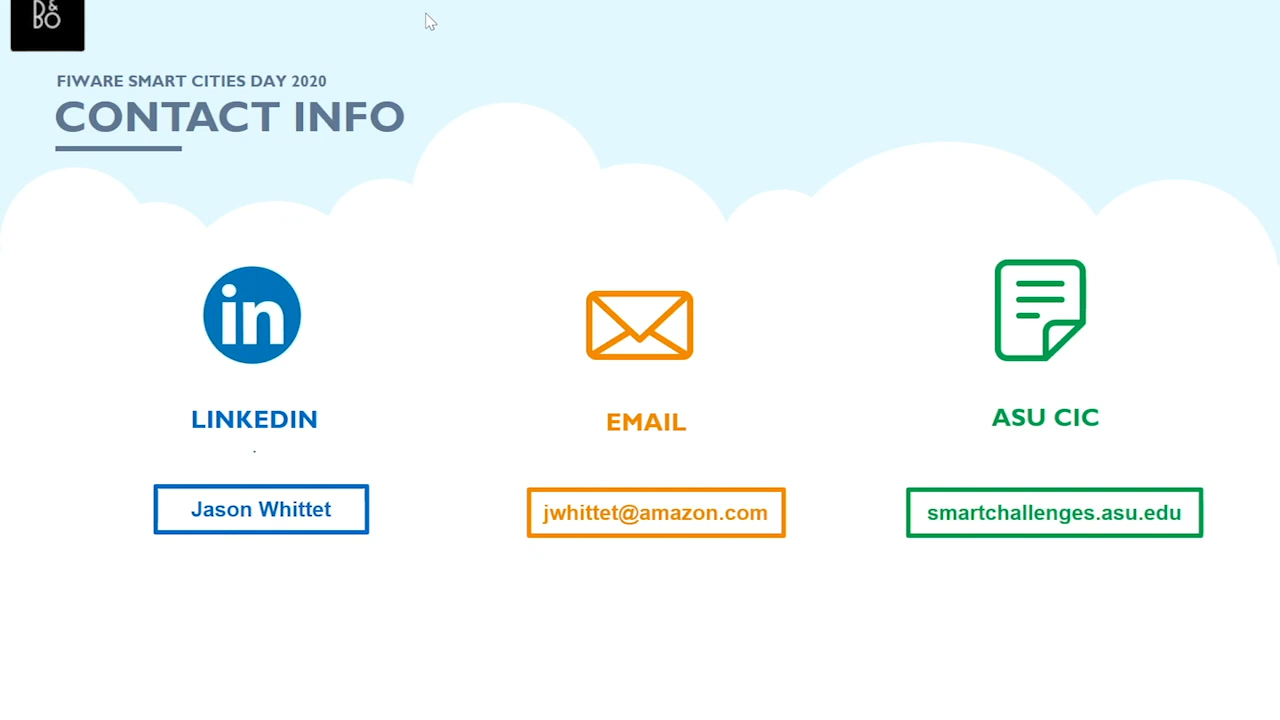 B&O
FIWARE SMART CITIES DAY 2020
CONTACT INFO
in
LINKEDIN
EMAIL
ASU CIC
.
Jason Whittet
jwhittet@amazon.com
smartchallenges.asu.edu